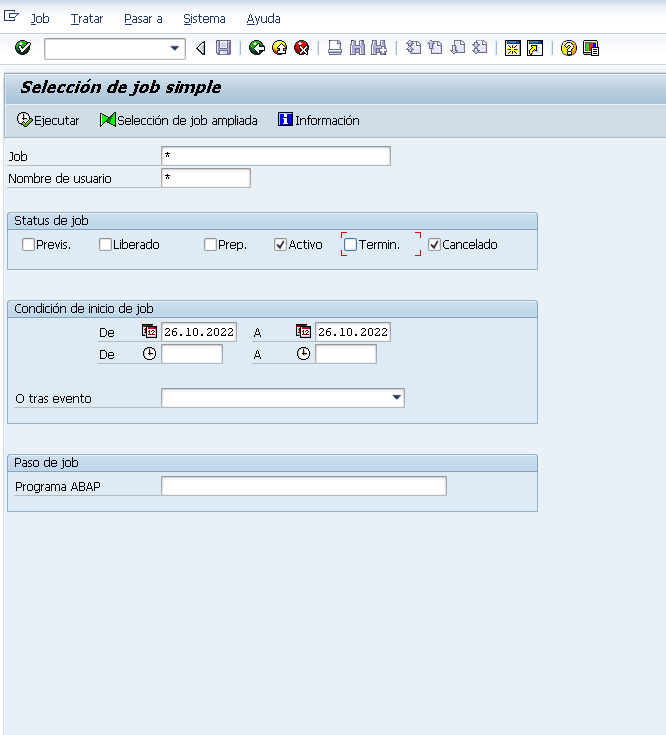 Job Tratar Pasar a Sistema Ayuda
Selección de job simple
Ejecutar Selección de job ampliada Información
Job *
Nombre de usuario *
Status de job
Previs. Liberado Prep. Activo Termin. Cancelado
Condición de inicio de job
De 26.10.2022 A 26.10.2022
De A
O tras evento
Paso de job
Programa ABAP